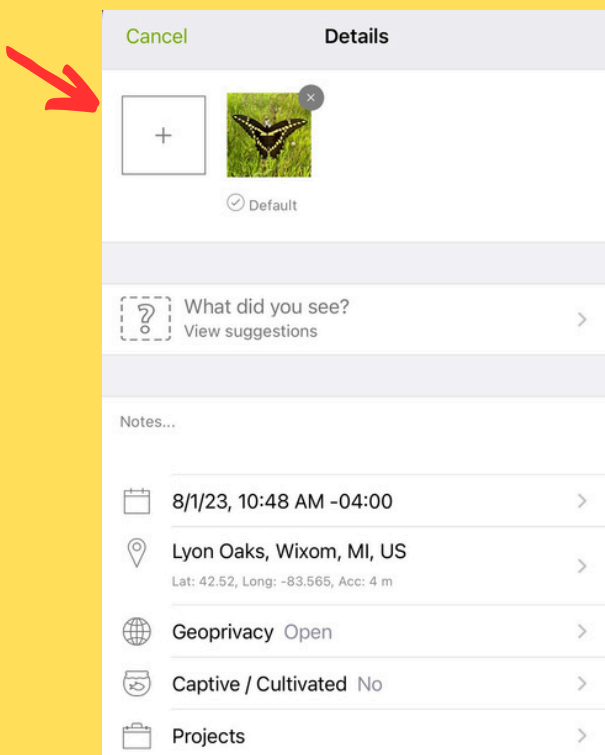 Cancel Details
Default
What did you see?
View suggestions
Notes...
8/1/23, 10:48 AM -04:00
Lyon Oaks, Wixom, MI, US
Lat: 42.52, Long: -83.565, Acc: 4 m
Geoprivacy Open
Captive / Cultivated No
Projects